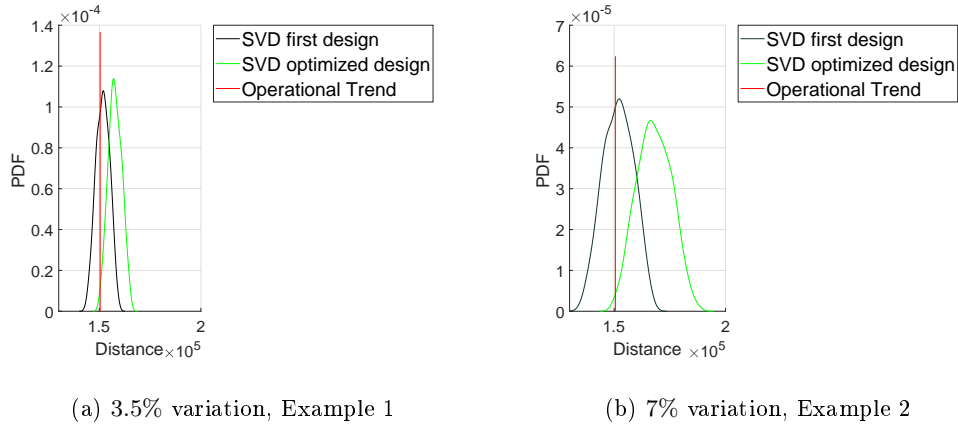 ×10⁻⁴
1.4
1.2
1
0.8
0.6
0.4
0.2
0
PDF
1.5
2
Distance
×10⁵
SVD first design
SVD optimized design
Operational Trend
(a) 3.5% variation, Example 1
×10⁻⁵
7
6
5
4
3
2
1
0
PDF
1.5
2
Distance
×10⁵
SVD first design
SVD optimized design
Operational Trend
(b) 7% variation, Example 2